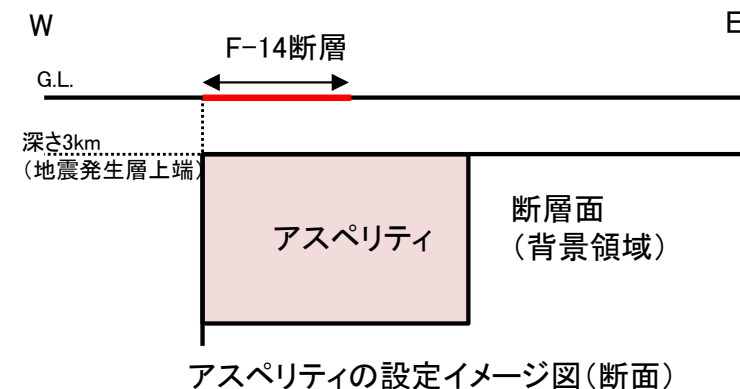 W
E
F-14断層
G.L.
深さ3km
（地震発生層上端）
アスペリティ
断層面
（背景領域）
アスペリティの設定イメージ図（断面）